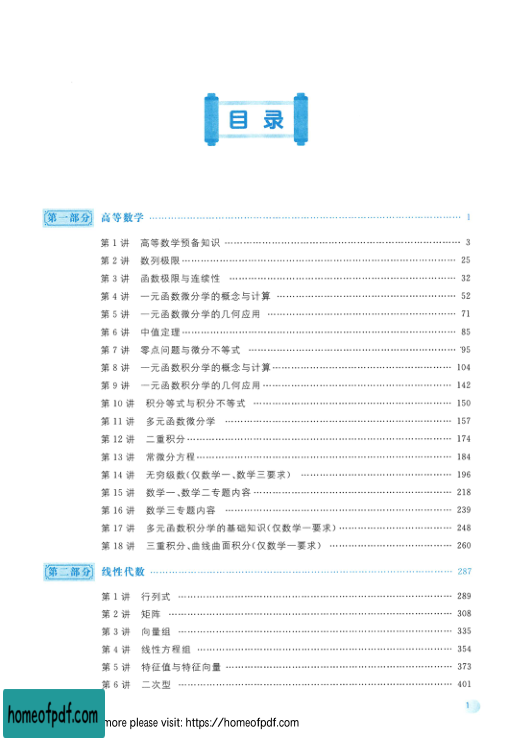 目 录
第一部分 高等数学 …… 1
第 1 讲 高等数学预备知识 …… 3
第 2 讲 数列极限 …… 25
第 3 讲 函数极限与连续性 …… 32
第 4 讲 一元函数微分学的概念与计算 …… 52
第 5 讲 一元函数微分学的几何应用 …… 71
第 6 讲 中值定理 …… 85
第 7 讲 零点问题与微分不等式 …… 95
第 8 讲 一元函数积分学的概念与计算 …… 104
第 9 讲 一元函数积分学的几何应用 …… 142
第 10 讲 积分等式与积分不等式 …… 150
第 11 讲 多元函数微分学 …… 157
第 12 讲 二重积分 …… 174
第 13 讲 常微分方程 …… 184
第 14 讲 无穷级数(仅数学一、数学三要求) …… 196
第 15 讲 数学一、数学二专题内容 …… 218
第 16 讲 数学三专题内容 …… 239
第 17 讲 多元函数积分学的基础知识(仅数学一要求) …… 248
第 18 讲 三重积分、曲线曲面积分(仅数学一要求) …… 260
第二部分 线性代数 …… 287
第 1 讲 行列式 …… 289
第 2 讲 矩阵 …… 308
第 3 讲 向量组 …… 335
第 4 讲 线性方程组 …… 354
第 5 讲 特征值与特征向量 …… 373
第 6 讲 二次型 …… 401
1
homeofpdf.com
more please visit: https://homeofpdf.com